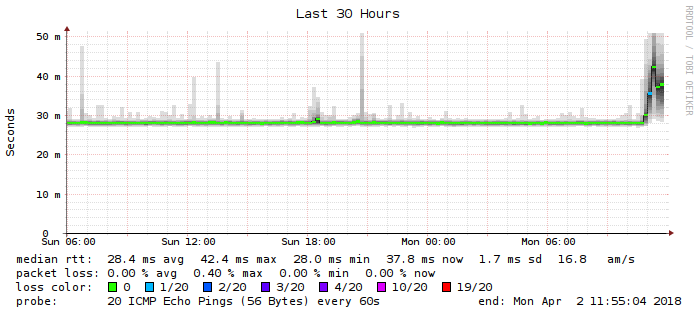 Last 30 Hours
RRDTOOL / TOBI OETIKER
Seconds
50 m
40 m
30 m
20 m
10 m
0
Sun 06:00 Sun 12:00 Sun 18:00 Mon 00:00 Mon 06:00
median rtt: 28.4 ms avg 42.4 ms max 28.0 ms min 37.8 ms now 1.7 ms sd 16.8 am/s
packet loss: 0.00 % avg 0.40 % max 0.00 % min 0.00 % now
loss color: 0 1/20 2/20 3/20 4/20 10/20 19/20
probe: 20 ICMP Echo Pings (56 Bytes) every 60s end: Mon Apr 2 11:55:04 2018